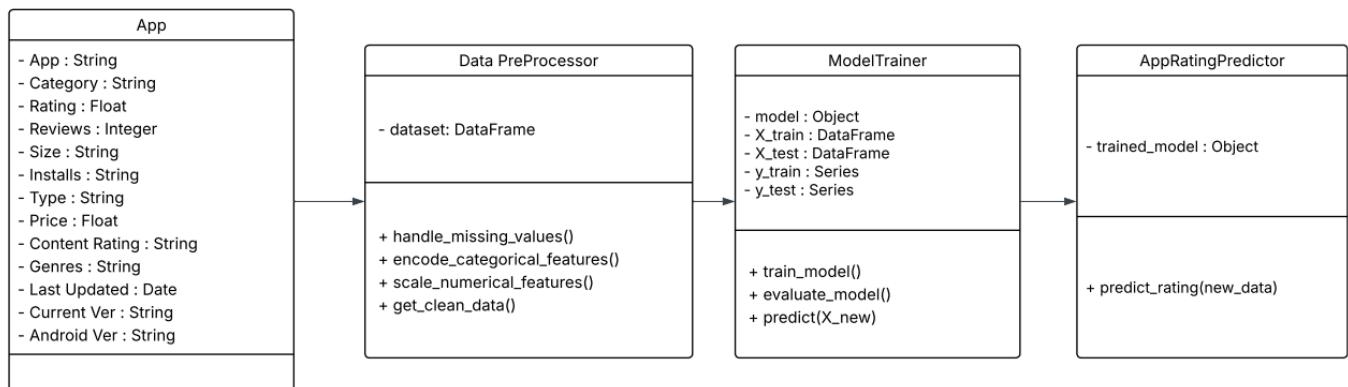 App
- App : String
- Category : String
- Rating : Float
- Reviews : Integer
- Size : String
- Installs : String
- Type : String
- Price : Float
- Content Rating : String
- Genres : String
- Last Updated : Date
- Current Ver : String
- Android Ver : String
Data PreProcessor
- dataset: DataFrame
+ handle_missing_values()
+ encode_categorical_features()
+ scale_numerical_features()
+ get_clean_data()
ModelTrainer
- model : Object
- X_train : DataFrame
- X_test : DataFrame
- y_train : Series
- y_test : Series
+ train_model()
+ evaluate_model()
+ predict(X_new)
AppRatingPredictor
- trained_model : Object
+ predict_rating(new_data)